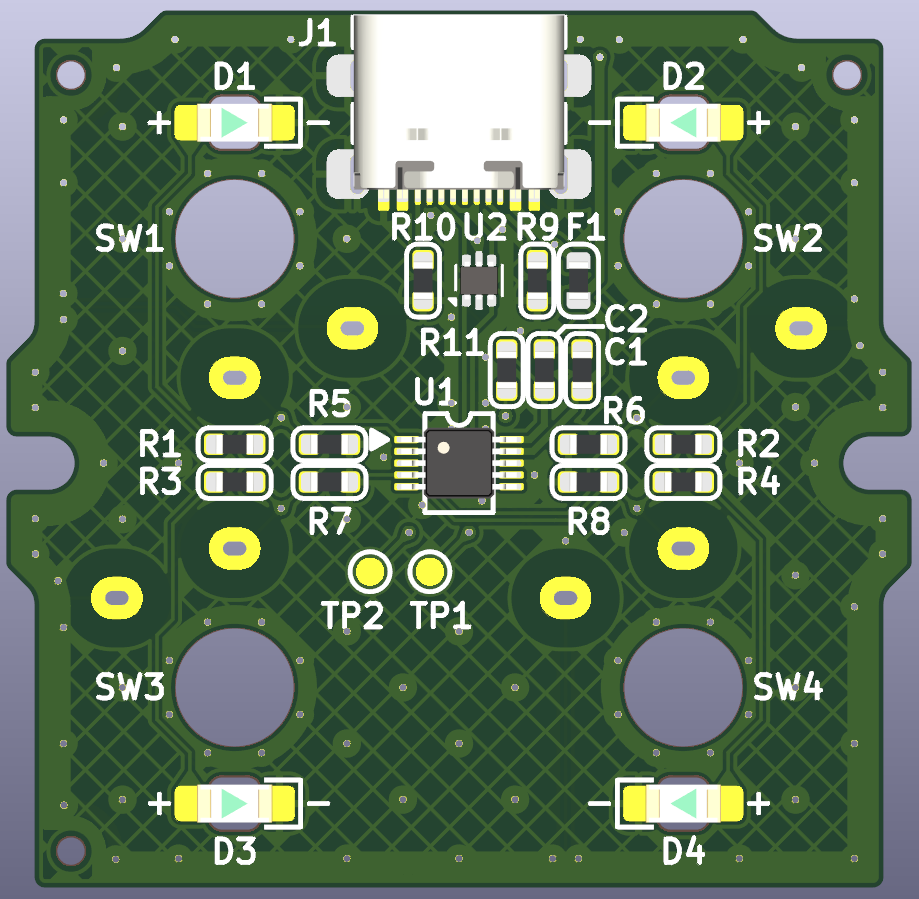 J1
D1 D2
+ − − +
SW1 SW2
R10 U2 R9 F1
R11 C2
C1
U1
R5 R6
R1 R2
R3 R4
R7 R8
TP2 TP1
SW3 SW4
+ − − +
D3 D4